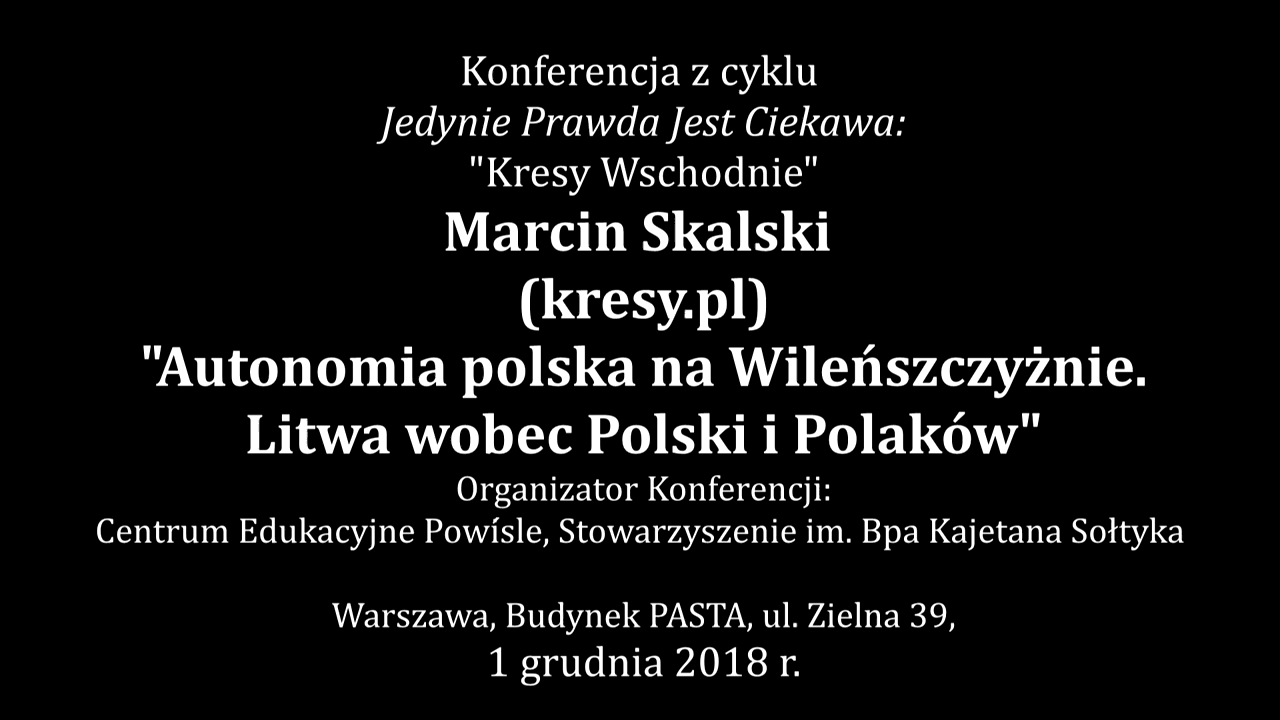 Konferencja z cyklu
Jedynie Prawda Jest Ciekawa:
"Kresy Wschodnie"
Marcin Skalski
(kresy.pl)
"Autonomia polska na Wileńszczyżnie.
Litwa wobec Polski i Polaków"
Organizator Konferencji:
Centrum Edukacyjne Powísle, Stowarzyszenie im. Bpa Kajetana Sołtyka
Warszawa, Budynek PASTA, ul. Zielna 39,
1 grudnia 2018 r.